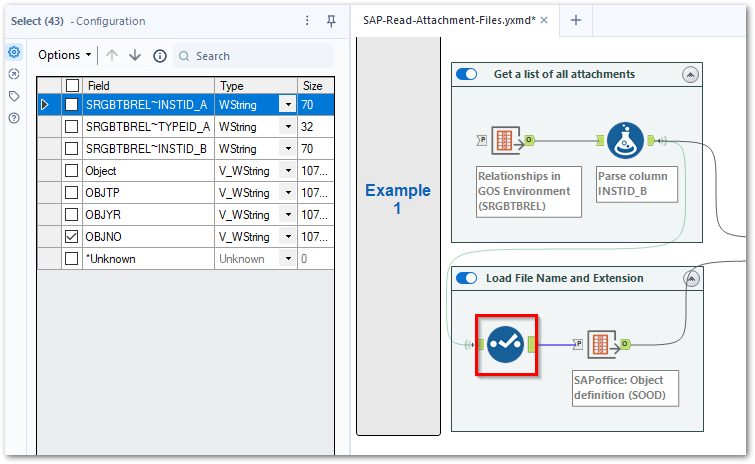 Select (43) - Configuration
Options
Search
Field Type Size
SRGBTBREL~INSTID_A WString 70
SRGBTBREL~TYPEID_A WString 32
SRGBTBREL~INSTID_B WString 70
Object V_WString 107...
OBJTP V_WString 107...
OBJYR V_WString 107...
OBJNO V_WString 107...
*Unknown Unknown 0
SAP-Read-Attachment-Files.yxmd*
Example
1
Get a list of all attachments
P
O
Relationships in
GOS Environment
(SRGBTBREL)
Parse column
INSTID_B
Load File Name and Extension
P
O
SAPoffice: Object
definition (SOOD)